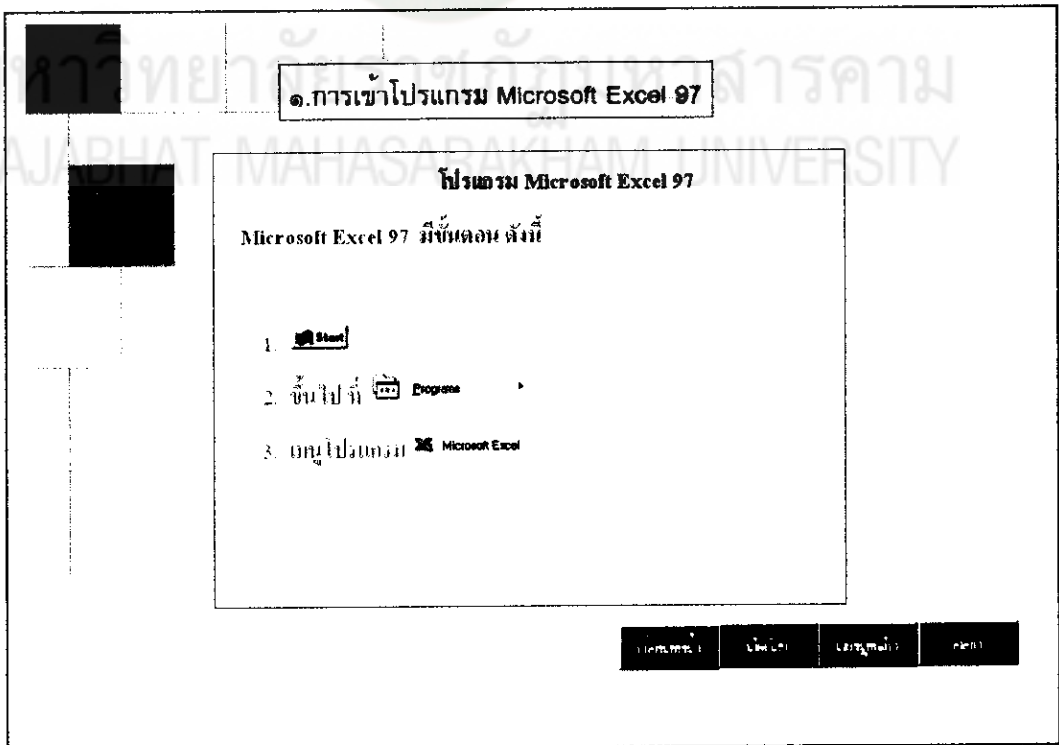 มหาวิทยาลัยราชภัฏมหาสารคาม
๑.การเข้าโปรแกรม Microsoft Excel 97
RAJABHAT MAHASARAKHAM UNIVERSITY
โปรแกรม Microsoft Excel 97
Microsoft Excel 97 มีขั้นตอน ดังนี้
1. Start
2. ขึ้นไป ที่ Programs
3. เมนูโปรแกรม Microsoft Excel